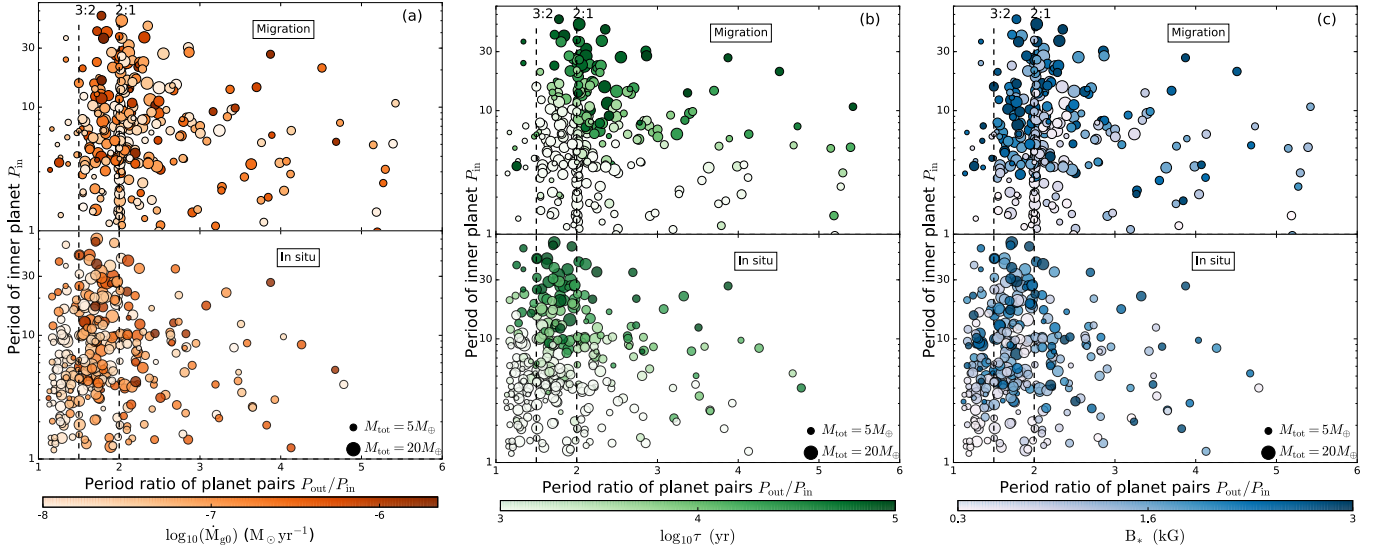 3:2 2:1 (a)
Migration
30
10
1
Period of inner planet P_in
In situ
30
10
1
M_tot = 5M_⊕
M_tot = 20M_⊕
1 2 3 4 5 6
Period ratio of planet pairs P_out/P_in
-8 -7 -6
log_10(Ṁ_g0) (M_⊙ yr^−1)
3:2 2:1 (b)
Migration
30
10
1
Period of inner planet P_in
In situ
30
10
1
M_tot = 5M_⊕
M_tot = 20M_⊕
1 2 3 4 5 6
Period ratio of planet pairs P_out/P_in
3 4 5
log_10 τ (yr)
3:2 2:1 (c)
Migration
30
10
1
Period of inner planet P_in
In situ
30
10
1
M_tot = 5M_⊕
M_tot = 20M_⊕
1 2 3 4 5 6
Period ratio of planet pairs P_out/P_in
0.3 1.6 3
B_* (kG)